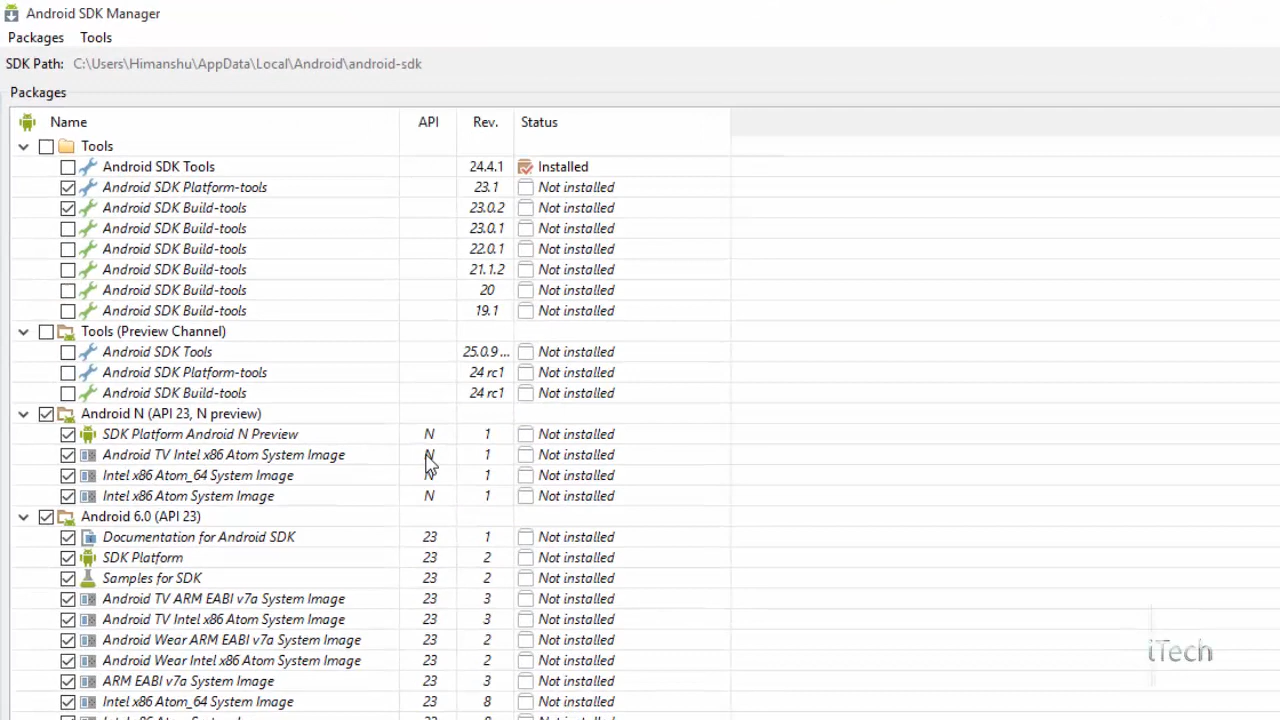 Android SDK Manager
Packages Tools
SDK Path: C:\Users\Himanshu\AppData\Local\Android\android-sdk
Packages
Name API Rev. Status
Tools
Android SDK Tools 24.4.1 Installed
Android SDK Platform-tools 23.1 Not installed
Android SDK Build-tools 23.0.2 Not installed
Android SDK Build-tools 23.0.1 Not installed
Android SDK Build-tools 22.0.1 Not installed
Android SDK Build-tools 21.1.2 Not installed
Android SDK Build-tools 20 Not installed
Android SDK Build-tools 19.1 Not installed
Tools (Preview Channel)
Android SDK Tools 25.0.9 ... Not installed
Android SDK Platform-tools 24 rc1 Not installed
Android SDK Build-tools 24 rc1 Not installed
Android N (API 23, N preview)
SDK Platform Android N Preview N 1 Not installed
Android TV Intel x86 Atom System Image N 1 Not installed
Intel x86 Atom_64 System Image N 1 Not installed
Intel x86 Atom System Image N 1 Not installed
Android 6.0 (API 23)
Documentation for Android SDK 23 1 Not installed
SDK Platform 23 2 Not installed
Samples for SDK 23 2 Not installed
Android TV ARM EABI v7a System Image 23 3 Not installed
Android TV Intel x86 Atom System Image 23 3 Not installed
Android Wear ARM EABI v7a System Image 23 2 Not installed
Android Wear Intel x86 Atom System Image 23 2 Not installed
ARM EABI v7a System Image 23 3 Not installed
Intel x86 Atom_64 System Image 23 8 Not installed
iTech